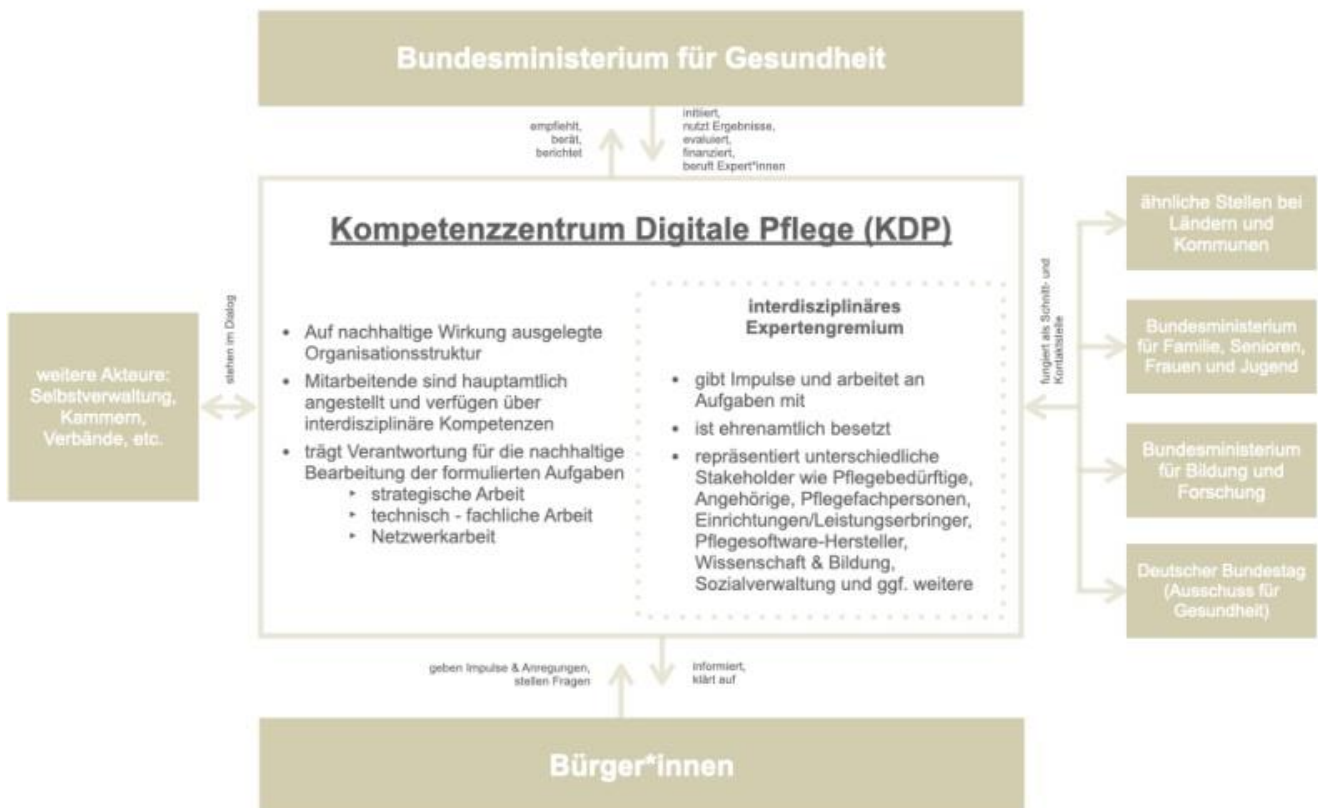 Bundesministerium für Gesundheit
empfiehlt,
berät,
berichtet
initiiert,
nutzt Ergebnisse,
evaluiert,
finanziert,
beruft Expert*innen
Kompetenzzentrum Digitale Pflege (KDP)
weitere Akteure:
Selbstverwaltung,
Kammern,
Verbände, etc.
stehen im Dialog
• Auf nachhaltige Wirkung ausgelegte
Organisationsstruktur
• Mitarbeitende sind hauptamtlich
angestellt und verfügen über
interdisziplinäre Kompetenzen
• trägt Verantwortung für die nachhaltige
Bearbeitung der formulierten Aufgaben
‣ strategische Arbeit
‣ technisch - fachliche Arbeit
‣ Netzwerkarbeit
interdisziplinäres
Expertengremium
• gibt Impulse und arbeitet an
Aufgaben mit
• ist ehrenamtlich besetzt
• repräsentiert unterschiedliche
Stakeholder wie Pflegebedürftige,
Angehörige, Pflegefachpersonen,
Einrichtungen/Leistungserbringer,
Pflegesoftware-Hersteller,
Wissenschaft & Bildung,
Sozialverwaltung und ggf. weitere
fungiert als Schnitt- und
Kontaktstelle
ähnliche Stellen bei
Ländern und
Kommunen
Bundesministerium
für Familie, Senioren,
Frauen und Jugend
Bundesministerium
für Bildung und
Forschung
Deutscher Bundestag
(Ausschuss für
Gesundheit)
geben Impulse & Anregungen,
stellen Fragen
informiert,
klärt auf
Bürger*innen